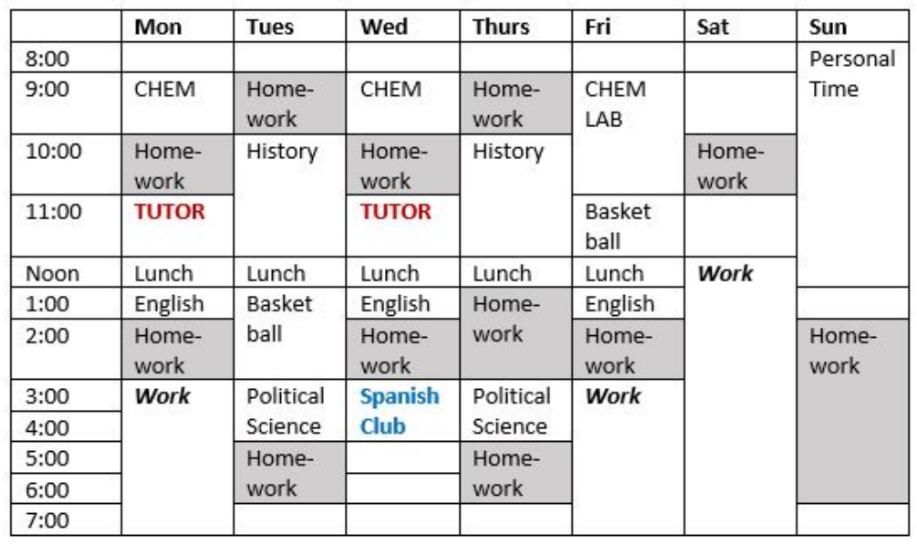 Mon Tues Wed Thurs Fri Sat Sun
8:00 Personal
9:00 CHEM Home- CHEM Home- CHEM Time
work work LAB
10:00 Home- History Home- History Home-
work work work
11:00 TUTOR TUTOR Basket
ball
Noon Lunch Lunch Lunch Lunch Lunch Work
1:00 English Basket English Home- English
2:00 Home- ball Home- work Home- Home-
work work work work
3:00 Work Political Spanish Political Work
4:00 Science Club Science
5:00 Home- Home-
6:00 work work
7:00